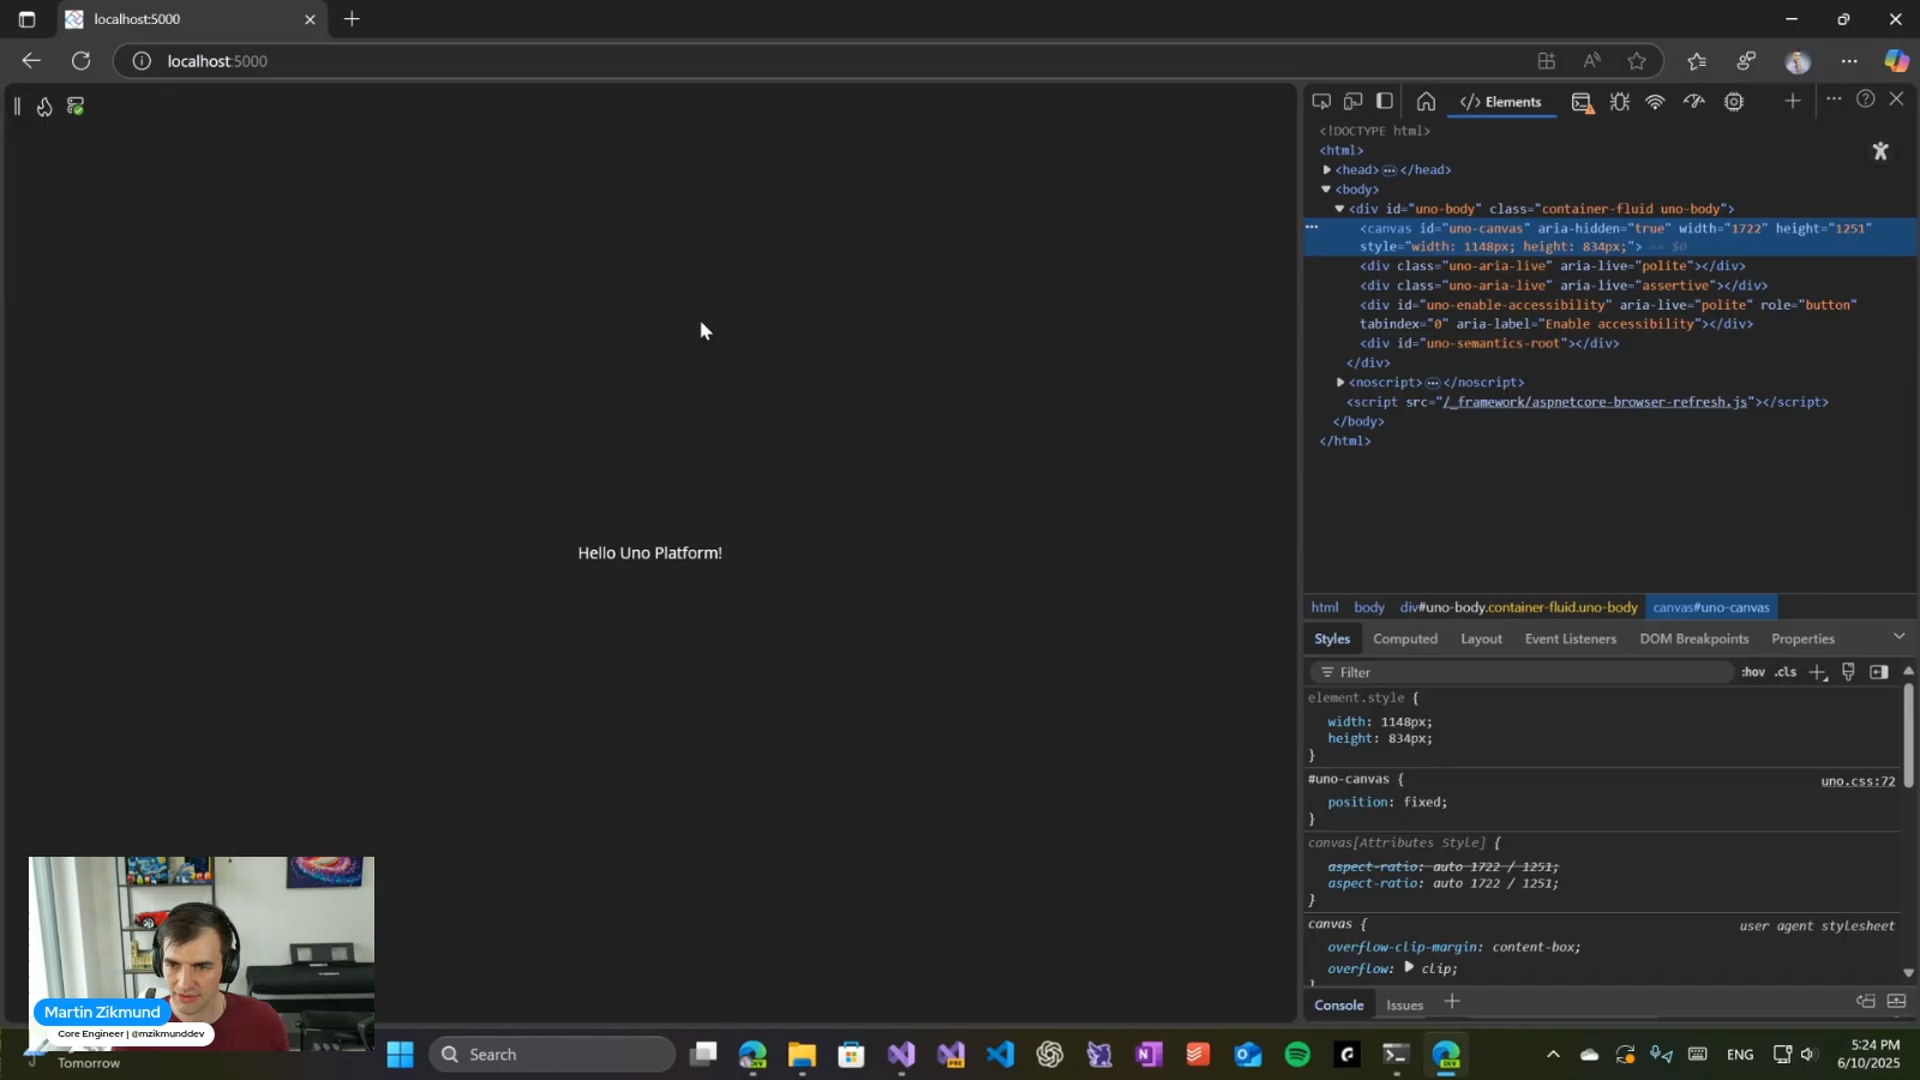 localhost:5000
localhost:5000
Hello Uno Platform!
Elements
<!DOCTYPE html>
<html>
<head> </head>
<body>
<div id="uno-body" class="container-fluid uno-body">
<canvas id="uno-canvas" aria-hidden="true" width="1722" height="1251"
style="width: 1148px; height: 834px;"> == $0
<div class="uno-aria-live" aria-live="polite"></div>
<div class="uno-aria-live" aria-live="assertive"></div>
<div id="uno-enable-accessibility" aria-live="polite" role="button"
tabindex="0" aria-label="Enable accessibility"></div>
<div id="uno-semantics-root"></div>
</div>
<noscript> </noscript>
<script src="/_framework/aspnetcore-browser-refresh.js"></script>
</body>
</html>
html body div#uno-body.container-fluid.uno-body canvas#uno-canvas
Styles Computed Layout Event Listeners DOM Breakpoints Properties
Filter :hov .cls
element.style {
width: 1148px;
height: 834px;
}
#uno-canvas { uno.css:72
position: fixed;
}
canvas[Attributes Style] {
aspect-ratio: auto 1722 / 1251;
aspect-ratio: auto 1722 / 1251;
}
canvas { user agent stylesheet
overflow-clip-margin: content-box;
overflow: clip;
Console Issues
Martin Zikmund
Core Engineer | @mzikmunddev
Tomorrow
Search
ENG
5:24 PM
6/10/2025